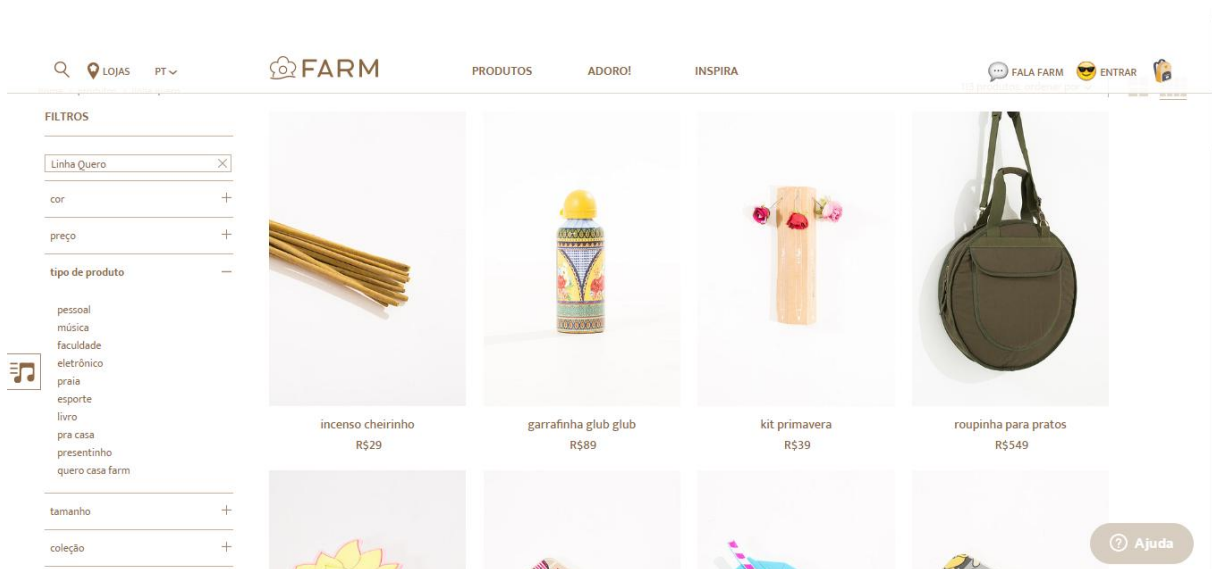 LOJAS
PT
FARM
PRODUTOS
ADORO!
INSPIRA
FALA FARM
ENTRAR
FILTROS
Linha Quero
cor
preço
tipo de produto
pessoal
música
faculdade
eletrônico
praia
esporte
livro
pra casa
presentinho
quero casa farm
tamanho
coleção
incenso cheirinho
R$29
garrafinha glub glub
R$89
kit primavera
R$39
roupinha para pratos
R$549
Ajuda